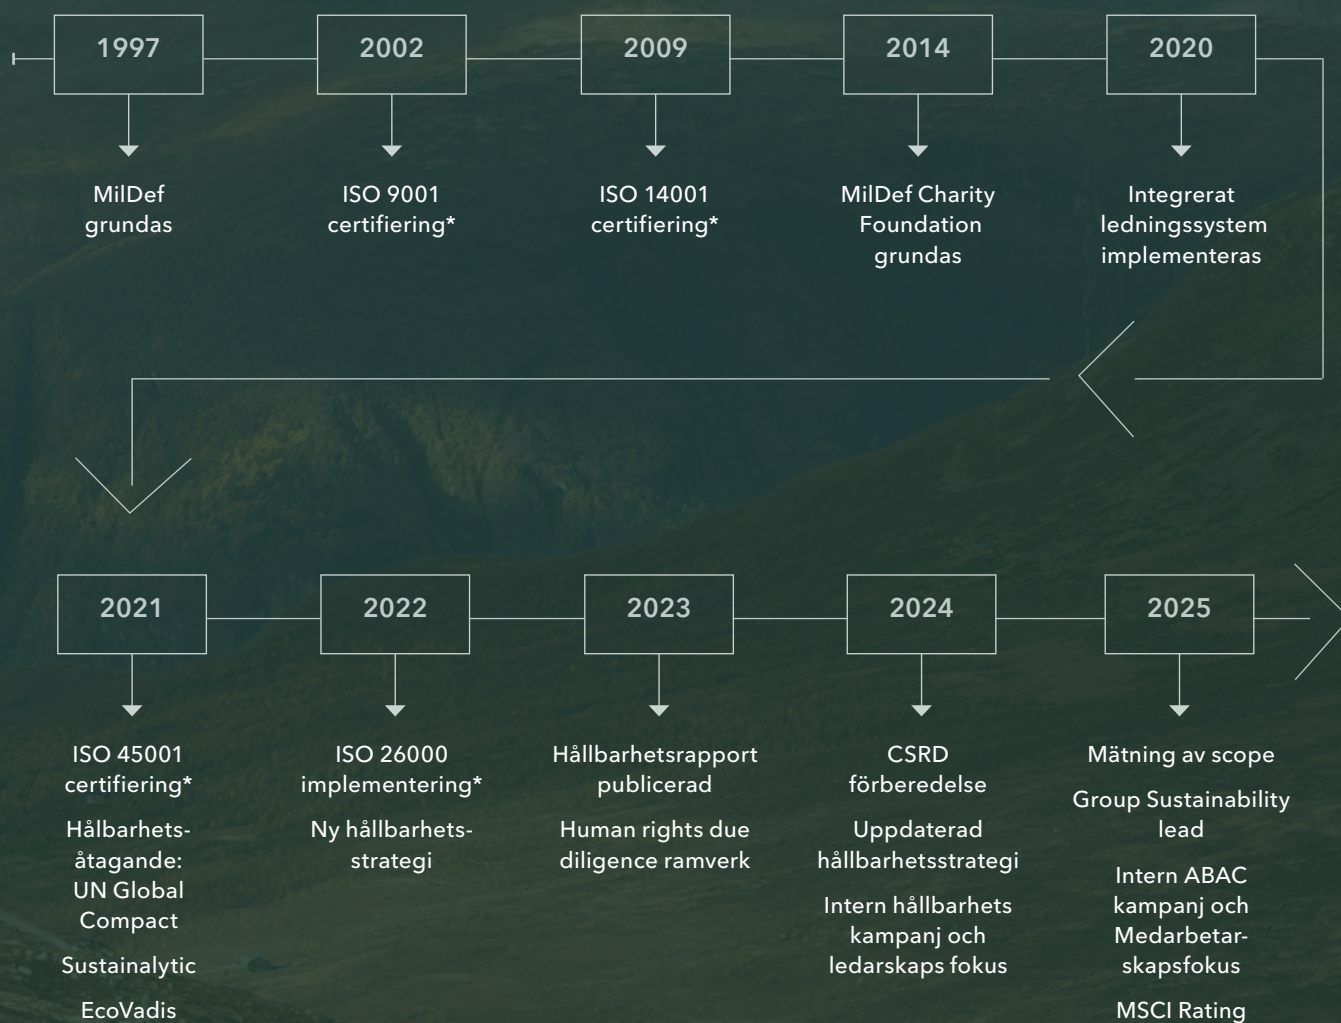 1997
2002
2009
2014
2020
MilDef
grundas
ISO 9001
certifiering*
ISO 14001
certifiering*
MilDef Charity
Foundation
grundas
Integrerat
ledningssystem
implementeras
2021
2022
2023
2024
2025
ISO 45001
certifiering*
Hålbarhets-
åtagande:
UN Global
Compact
Sustainalytic
EcoVadis
ISO 26000
implementering*
Ny hållbarhets-
strategi
Hållbarhetsrapport
publicerad
Human rights due
diligence ramverk
CSRD
förberedelse
Uppdaterad
hållbarhetsstrategi
Intern hållbarhets
kampanj och
ledarskaps fokus
Mätning av scope
Group Sustainability
lead
Intern ABAC
kampanj och
Medarbetar-
skapsfokus
MSCI Rating